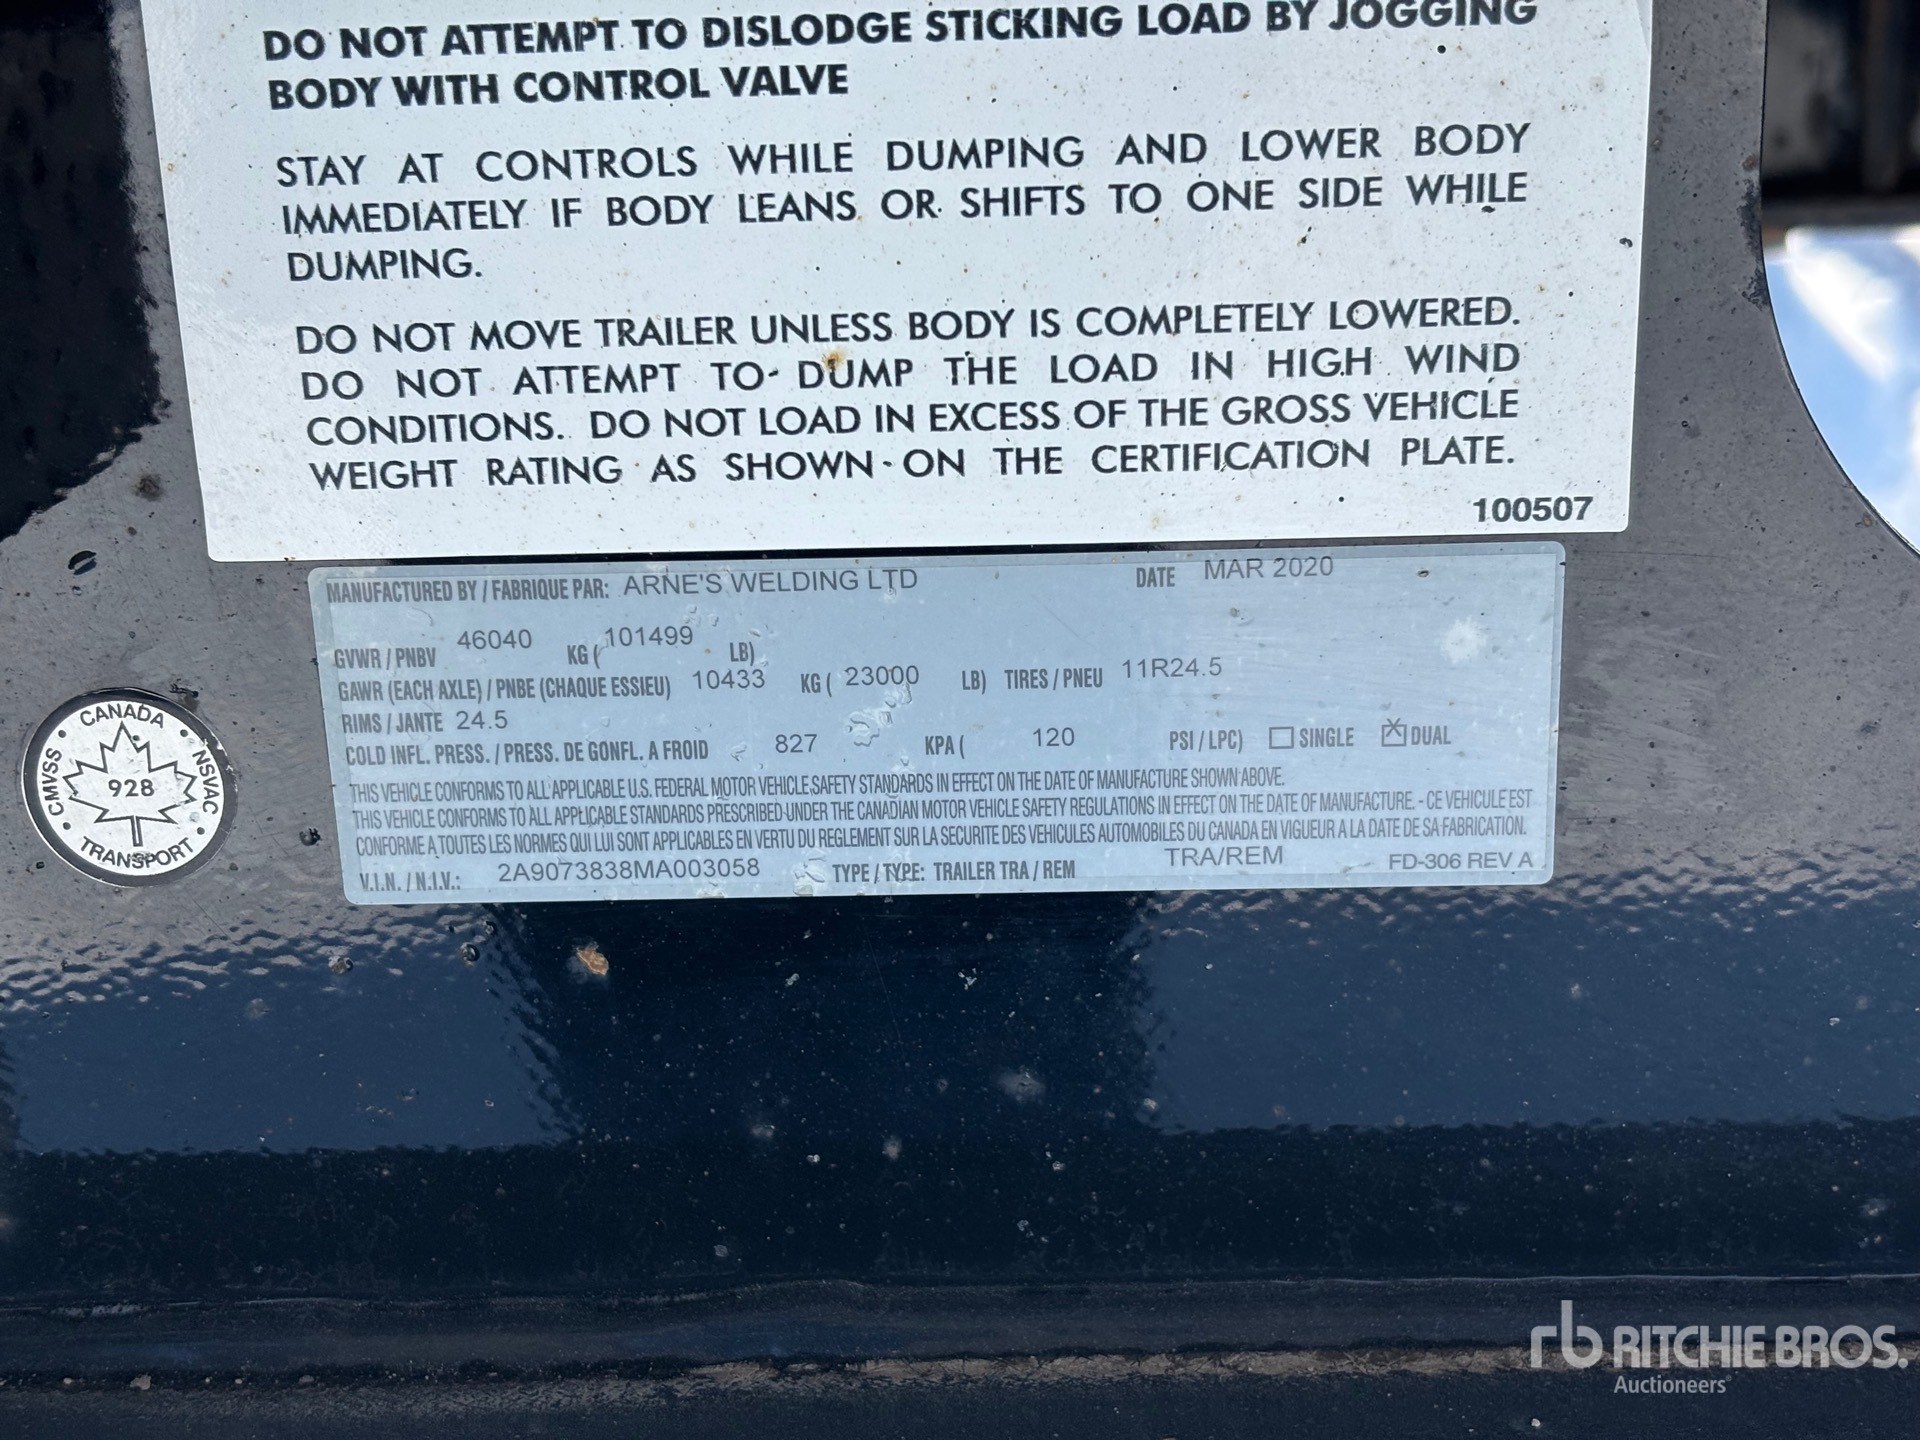 DO NOT ATTEMPT TO DISLODGE STICKING LOAD BY JOGGING
BODY WITH CONTROL VALVE
STAY AT CONTROLS WHILE DUMPING AND LOWER BODY
IMMEDIATELY IF BODY LEANS OR SHIFTS TO ONE SIDE WHILE
DUMPING.
DO NOT MOVE TRAILER UNLESS BODY IS COMPLETELY LOWERED.
DO NOT ATTEMPT TO DUMP THE LOAD IN HIGH WIND
CONDITIONS. DO NOT LOAD IN EXCESS OF THE GROSS VEHICLE
WEIGHT RATING AS SHOWN ON THE CERTIFICATION PLATE.
100507
MANUFACTURED BY / FABRIQUE PAR: ARNE'S WELDING LTD DATE MAR 2020
GVWR / PNBV 46040 KG ( 101499 LB)
GAWR (EACH AXLE) / PNBE (CHAQUE ESSIEU) 10433 KG ( 23000 LB) TIRES / PNEU 11R24.5
RIMS / JANTE 24.5
COLD INFL. PRESS. / PRESS. DE GONFL. A FROID 827 KPA ( 120 PSI / LPC) SINGLE X DUAL
THIS VEHICLE CONFORMS TO ALL APPLICABLE U.S. FEDERAL MOTOR VEHICLE SAFETY STANDARDS IN EFFECT ON THE DATE OF MANUFACTURE SHOWN ABOVE.
THIS VEHICLE CONFORMS TO ALL APPLICABLE STANDARDS PRESCRIBED UNDER THE CANADIAN MOTOR VEHICLE SAFETY REGULATIONS IN EFFECT ON THE DATE OF MANUFACTURE. - CE VEHICULE EST
CONFORME A TOUTES LES NORMES QUI LUI SONT APPLICABLES EN VERTU DU REGLEMENT SUR LA SECURITE DES VEHICULES AUTOMOBILES DU CANADA EN VIGUEUR A LA DATE DE SA FABRICATION.
V.I.N. / N.I.V.: 2A9073838MA003058 TYPE / TYPE: TRAILER TRA / REM TRA/REM FD-306 REV A
CANADA
CMVSS • NSVAC
928
TRANSPORT
rb RITCHIE BROS.
Auctioneers